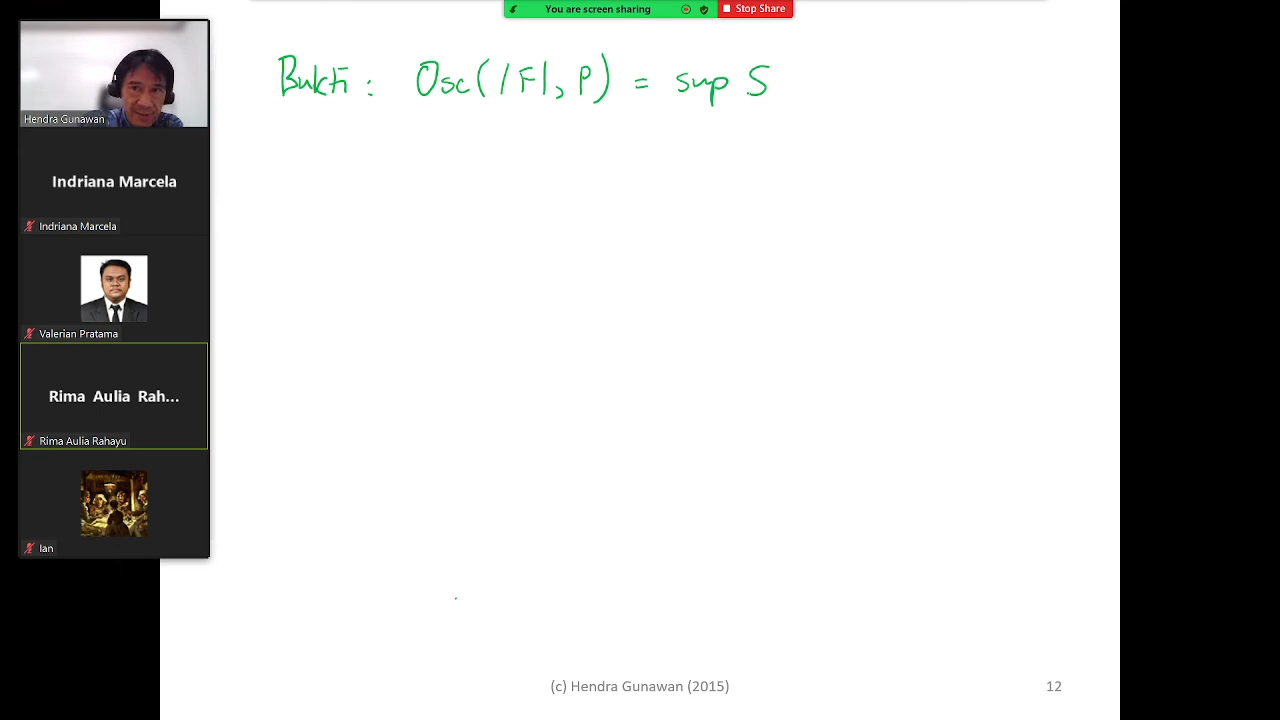 You are screen sharing
Stop Share
Bukti : Osc(|F|, P) = sup S
Hendra Gunawan
Indriana Marcela
Indriana Marcela
Valerian Pratama
Rima Aulia Rah...
Rima Aulia Rahayu
Ian
(c) Hendra Gunawan (2015)
12